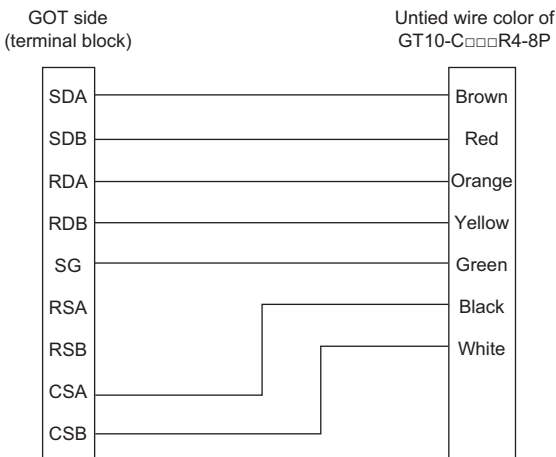 GOT side
(terminal block)
Untied wire color of
GT10-C□□□R4-8P
SDA
Brown
SDB
Red
RDA
Orange
RDB
Yellow
SG
Green
RSA
Black
RSB
White
CSA
CSB